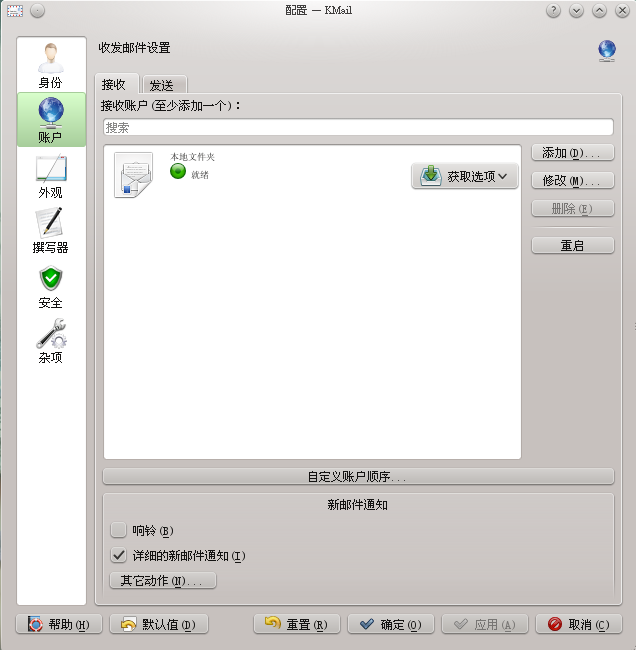 配置 — KMail
身份
账户
外观
撰写器
安全
杂项
收发邮件设置
接收
发送
接收账户(至少添加一个)：
搜索
本地文件夹
就绪
获取选项
添加(D)...
修改(M)...
删除(E)
重启
自定义账户顺序...
新邮件通知
响铃(B)
详细的新邮件通知(I)
其它动作(N)...
帮助(H)
默认值(D)
重置(R)
确定(O)
应用(A)
取消(C)